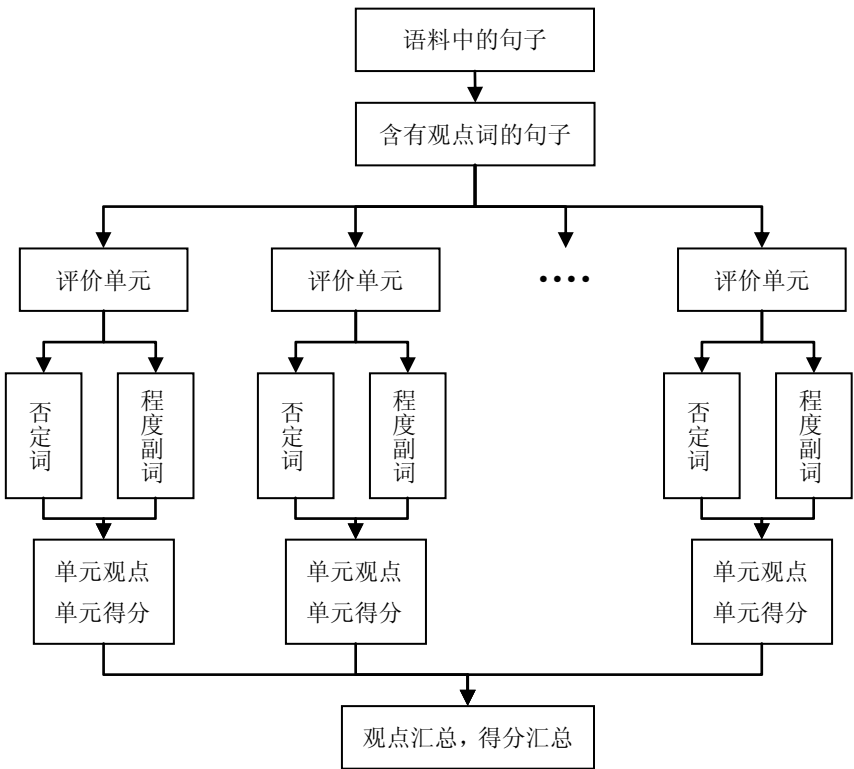 语料中的句子
含有观点词的句子
评价单元
评价单元
····
评价单元
否定词
程度副词
否定词
程度副词
否定词
程度副词
单元观点
单元得分
单元观点
单元得分
单元观点
单元得分
观点汇总，得分汇总